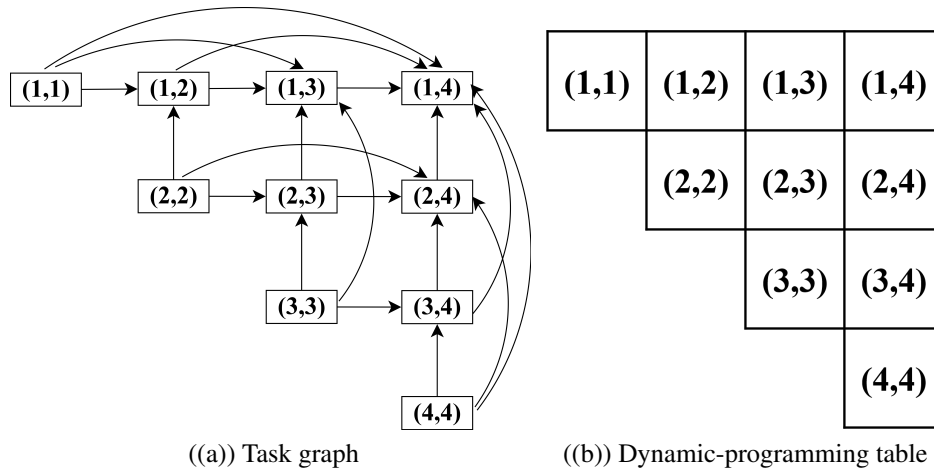 (1,1) (1,2) (1,3) (1,4)
(2,2) (2,3) (2,4)
(3,3) (3,4)
(4,4)
((a)) Task graph
(1,1) (1,2) (1,3) (1,4)
(2,2) (2,3) (2,4)
(3,3) (3,4)
(4,4)
((b)) Dynamic-programming table